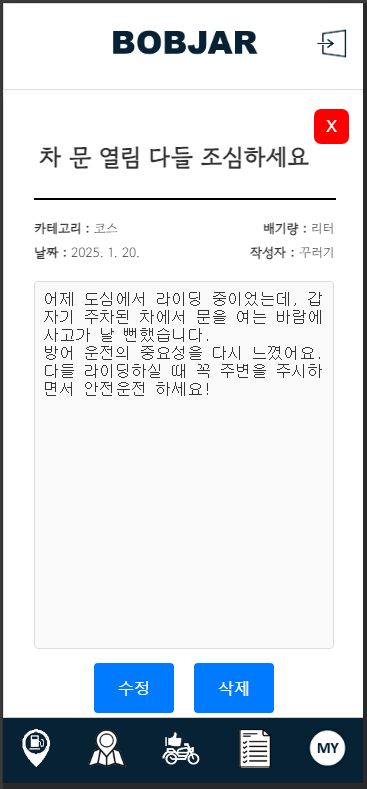 BOBJAR
X
차 문 열림 다들 조심하세요
카테고리 : 코스 배기량 : 리터
날짜 : 2025. 1. 20. 작성자 : 꾸러기
어제 도심에서 라이딩 중이었는데, 갑
자기 주차된 차에서 문을 여는 바람에
사고가 날 뻔했습니다.
방어 운전의 중요성을 다시 느꼈어요.
다들 라이딩하실 때 꼭 주변을 주시하
면서 안전운전 하세요!
수정 삭제
MY